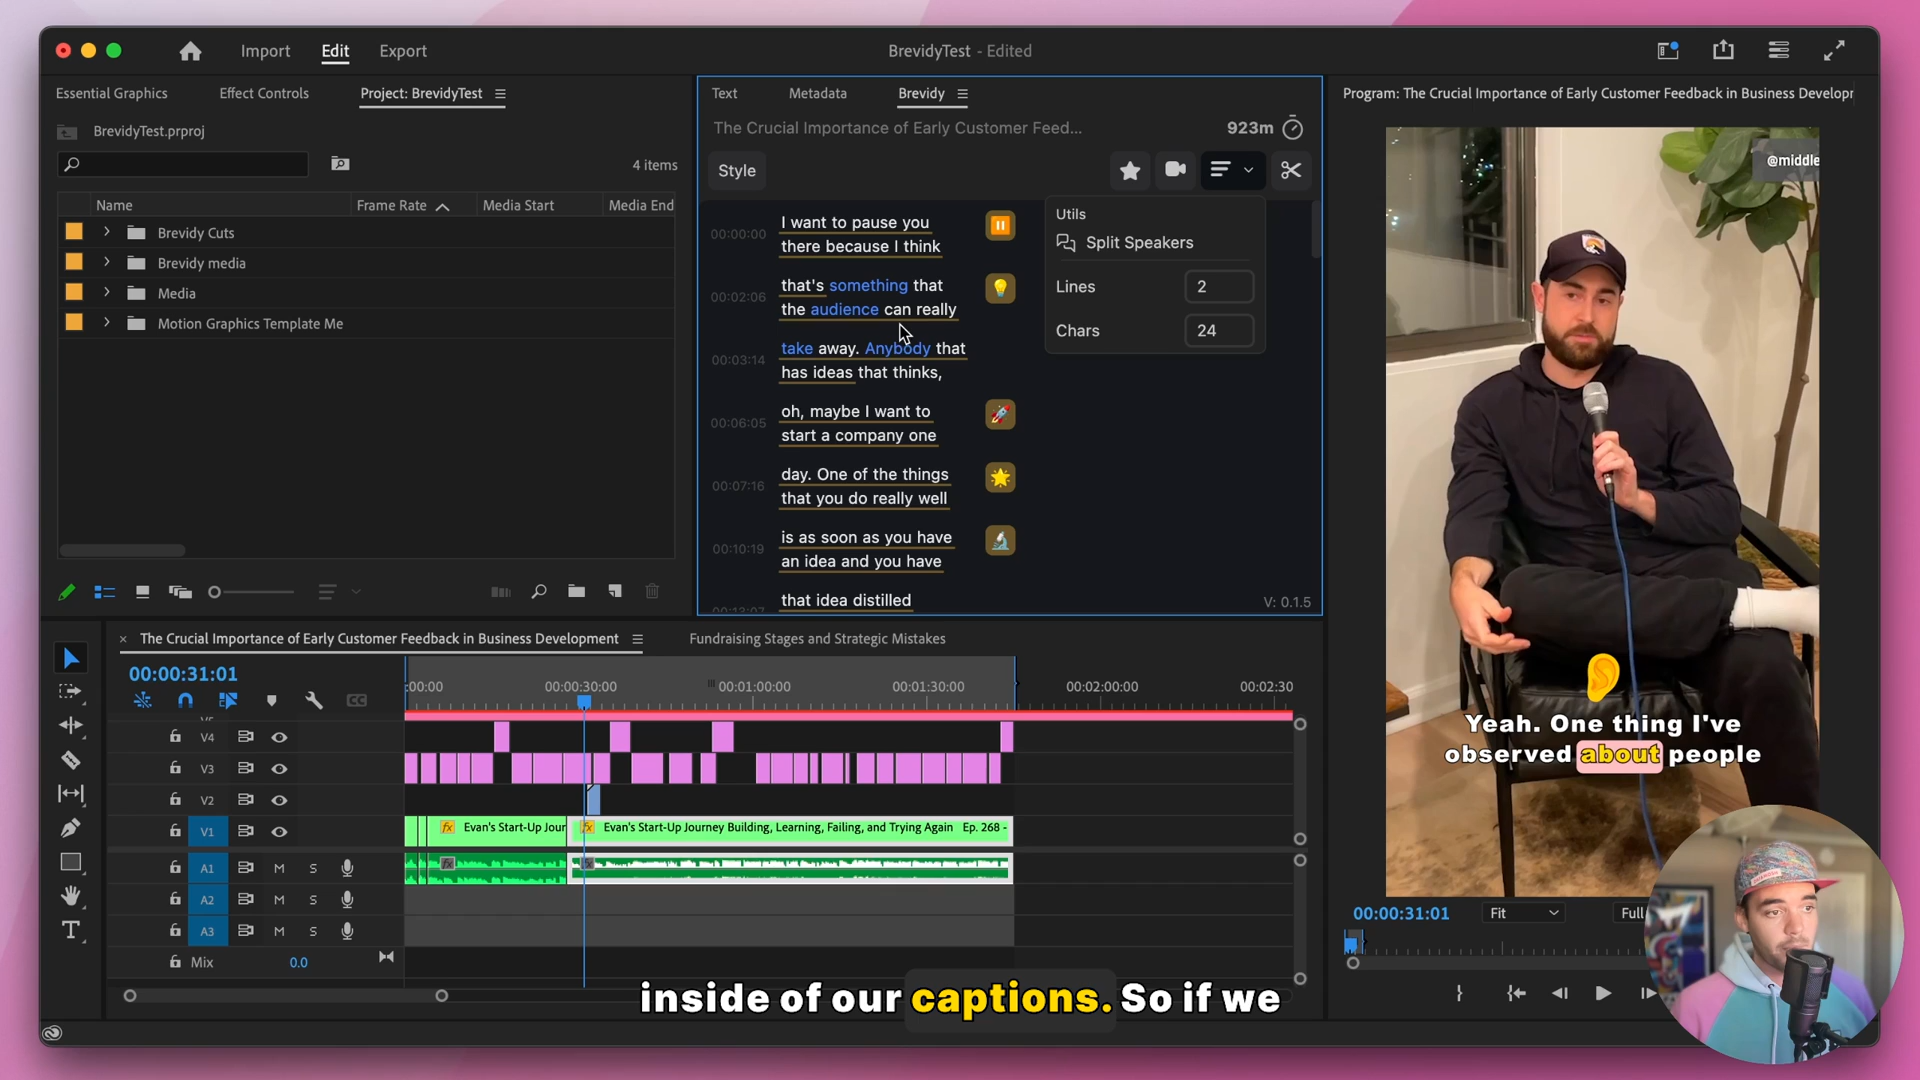 Import
Edit
Export
BrevidyTest - Edited
Essential Graphics
Effect Controls
Project: BrevidyTest
BrevidyTest.prproj
4 items
Name
Frame Rate
Media Start
Media End
Brevidy Cuts
Brevidy media
Media
Motion Graphics Template Me
Text
Metadata
Brevidy
The Crucial Importance of Early Customer Feed...
923m
Style
00:00:00
I want to pause you
there because I think
00:02:06
that's something that
the audience can really
00:03:14
take away. Anybody that
has ideas that thinks,
00:06:05
oh, maybe I want to
start a company one
00:07:16
day. One of the things
that you do really well
00:10:19
is as soon as you have
an idea and you have
00:13:07
that idea distilled
Utils
Split Speakers
Lines
2
Chars
24
V: 0.1.5
Program: The Crucial Importance of Early Customer Feedback in Business Developr
@middle
Yeah. One thing I've
observed about people
00:00:31:01
Fit
Full
The Crucial Importance of Early Customer Feedback in Business Development
Fundraising Stages and Strategic Mistakes
00:00:31:01
:00:00
00:00:30:00
00:01:00:00
00:01:30:00
00:02:00:00
00:02:30
V4
V3
V2
V1
Evan's Start-Up Jour
Evan's Start-Up Journey Building, Learning, Failing, and Trying Again Ep. 268 -
A1
M
S
A2
M
S
A3
M
S
Mix
0.0
inside of our captions. So if we